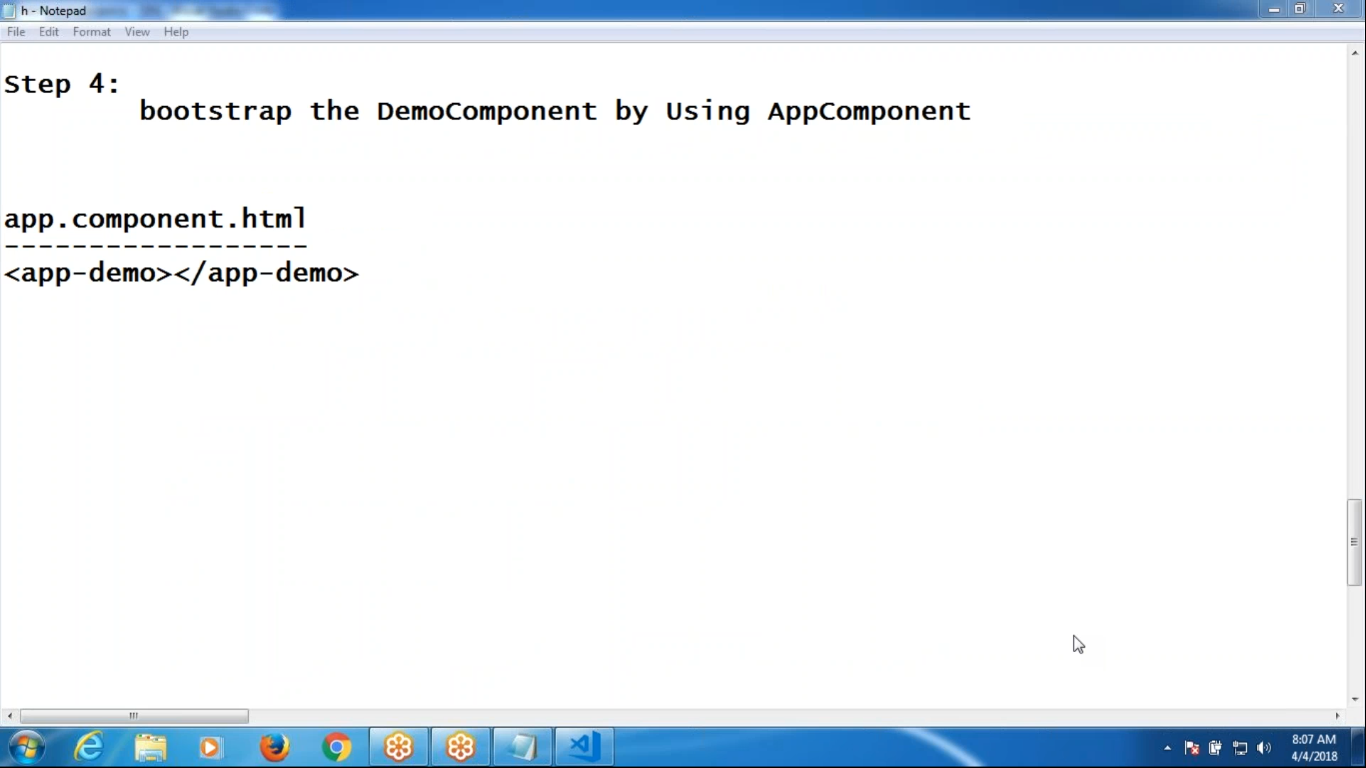 h - Notepad
File Edit Format View Help
Step 4:
bootstrap the DemoComponent by Using AppComponent
app.component.html
------------------
<app-demo></app-demo>
8:07 AM
4/4/2018